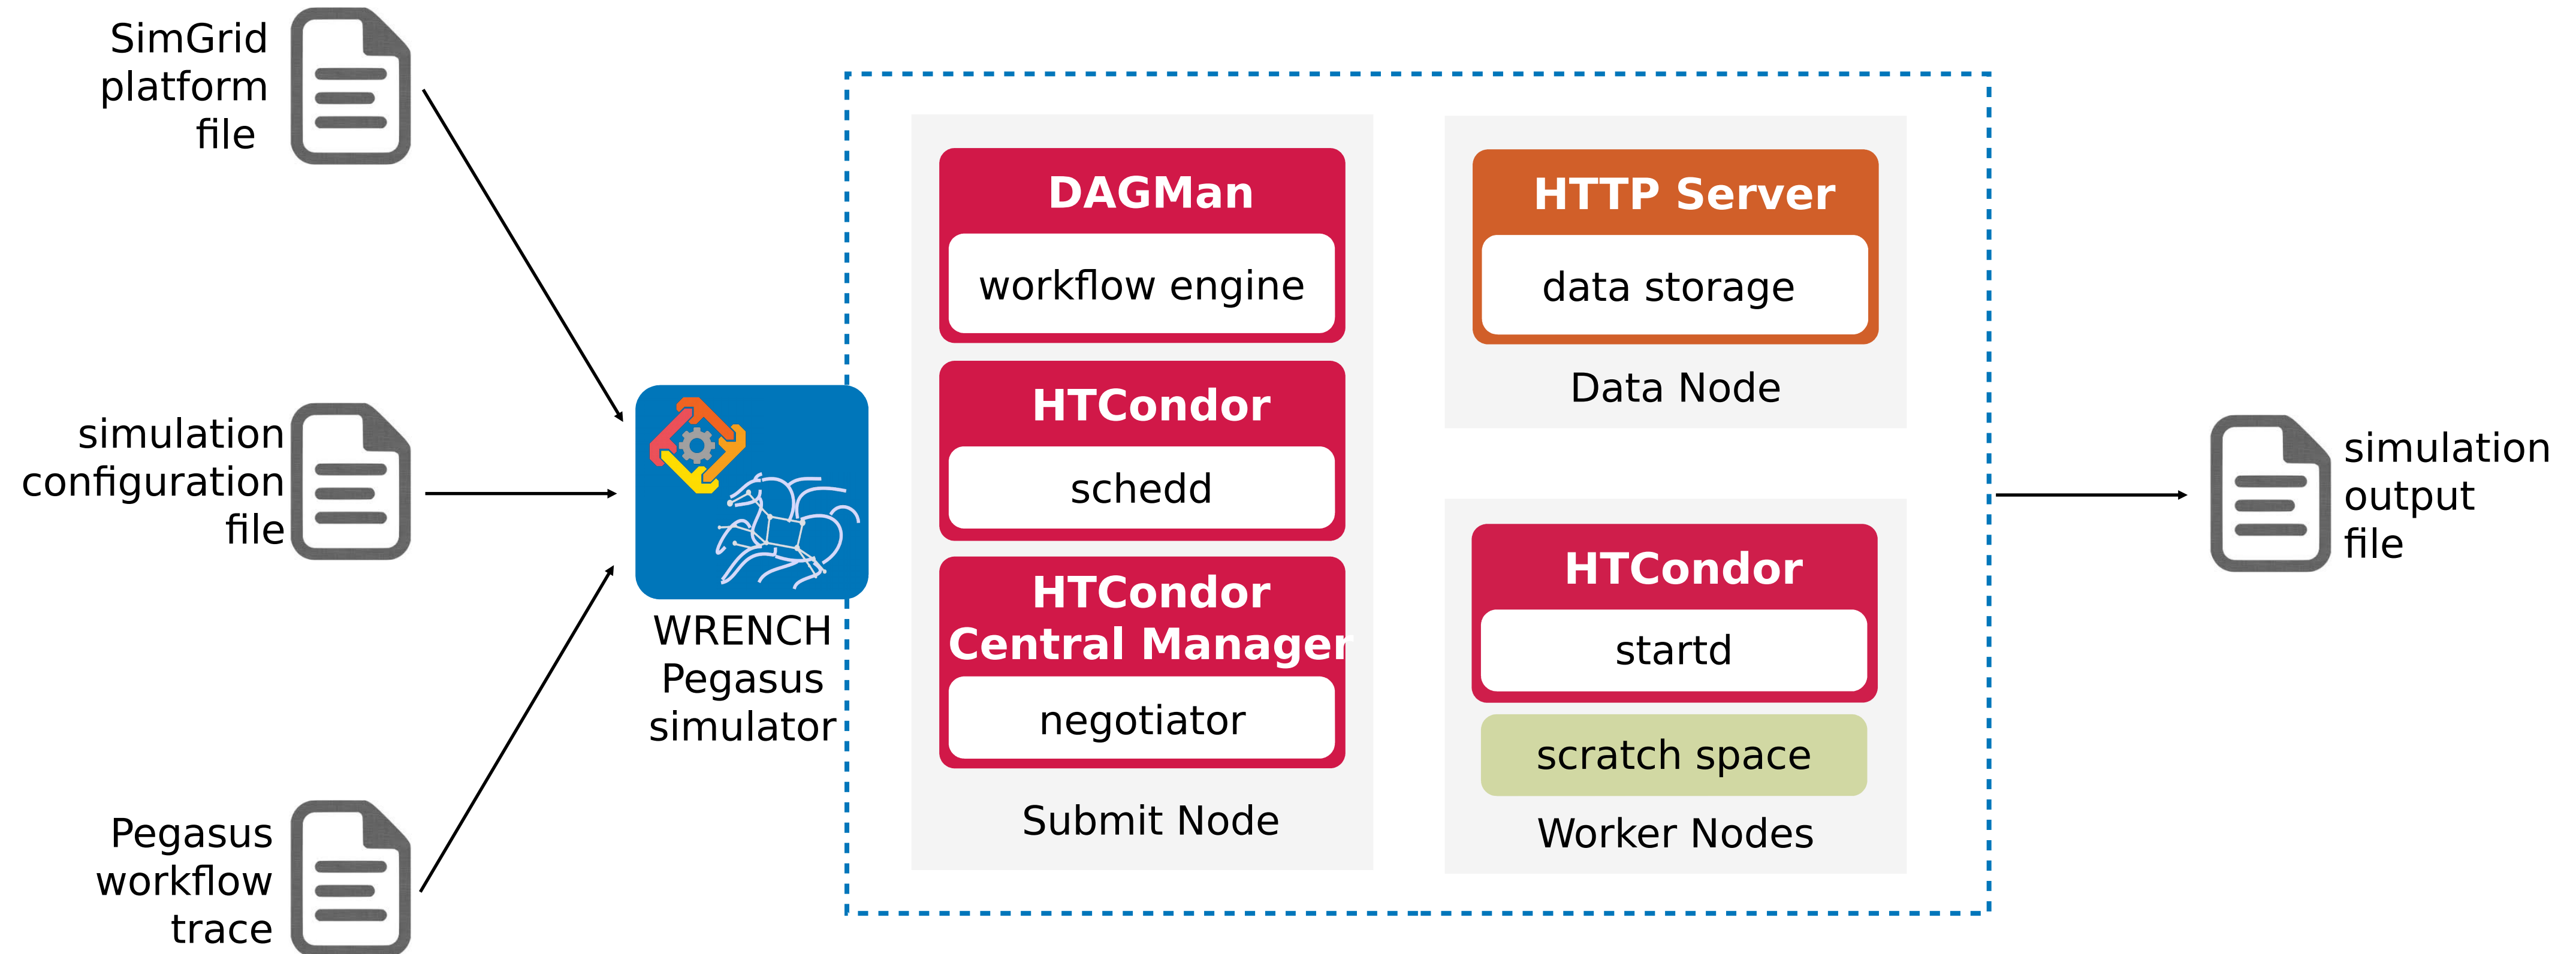 SimGrid
platform
file
simulation
configuration
file
Pegasus
workflow
trace
WRENCH
Pegasus
simulator
DAGMan
workflow engine
HTCondor
schedd
HTCondor
Central Manager
negotiator
Submit Node
HTTP Server
data storage
Data Node
HTCondor
startd
scratch space
Worker Nodes
simulation
output
file